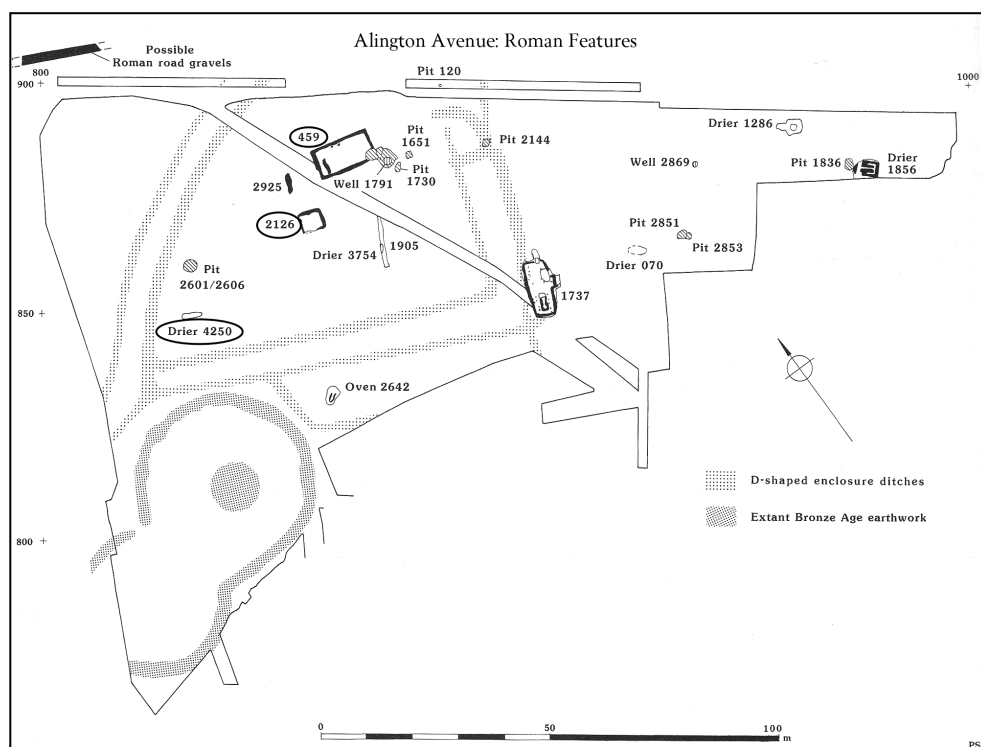 Alington Avenue: Roman Features
Possible
Roman road gravels
800
900
1000
Pit 120
459
Pit
1651
Pit 2144
Drier 1286
Well 2869
Pit 1836
Drier
1856
2925
Well 1791
Pit
1730
2126
Drier 3754
1905
Pit 2851
Pit 2853
Drier 070
Pit
2601/2606
1737
850
Drier 4250
Oven 2642
D-shaped enclosure ditches
Extant Bronze Age earthwork
800
0
50
100
m
PS